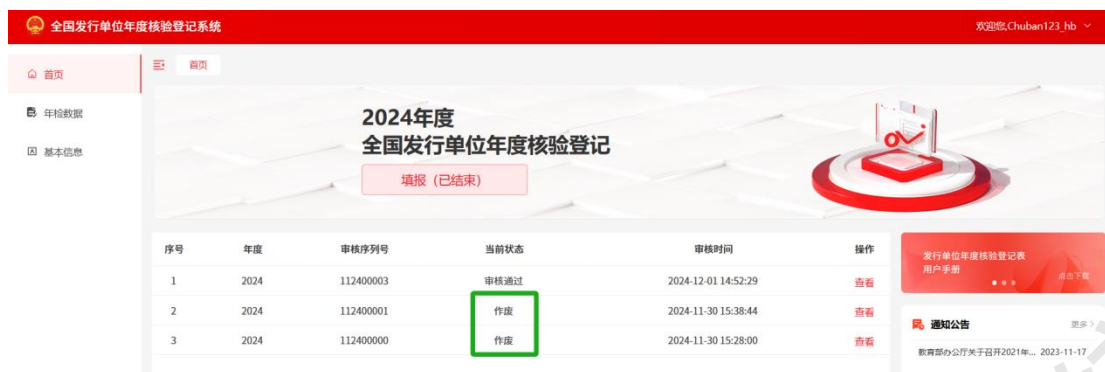 全国发行单位年度核验登记系统
欢迎您,Chuban123_hb
首页
年检数据
基本信息
首页
2024年度
全国发行单位年度核验登记
填报（已结束）
序号 年度 审核序列号 当前状态 审核时间 操作
1 2024 112400003 审核通过 2024-12-01 14:52:29 查看
2 2024 112400001 作废 2024-11-30 15:38:44 查看
3 2024 112400000 作废 2024-11-30 15:28:00 查看
发行单位年度核验登记表
用户手册
点击下载
通知公告 更多
教育部办公厅关于召开2021年... 2023-11-17